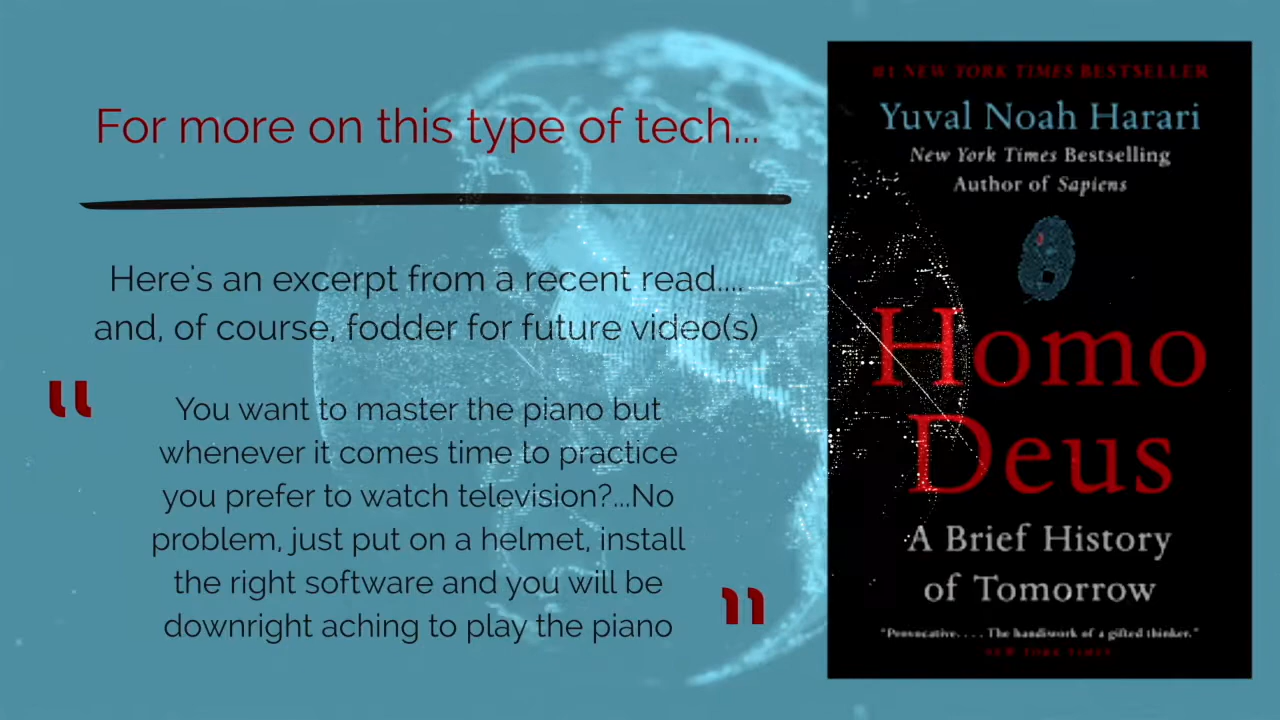 For more on this type of tech...
Here's an excerpt from a recent read....
and, of course, fodder for future video(s)
"
You want to master the piano but
whenever it comes time to practice
you prefer to watch television?...No
problem, just put on a helmet, install
the right software and you will be
downright aching to play the piano
"
#1 NEW YORK TIMES BESTSELLER
Yuval Noah Harari
New York Times Bestselling
Author of Sapiens
Homo
Deus
A Brief History
of Tomorrow
"Provocative. . . . The handiwork of a gifted thinker."
NEW YORK TIMES